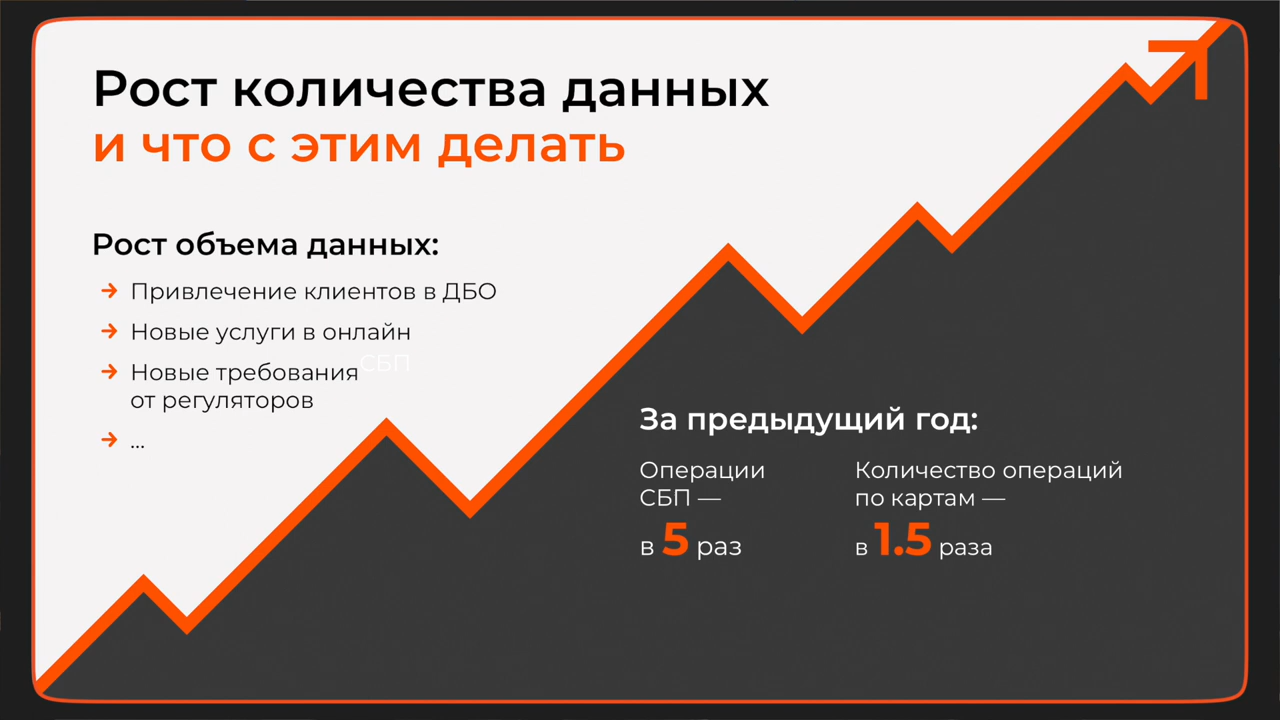 Рост количества данных
и что с этим делать
Рост объема данных:
Привлечение клиентов в ДБО
Новые услуги в онлайн
СБП
Новые требования
от регуляторов
...
За предыдущий год:
Операции
СБП —
в 5 раз
Количество операций
по картам —
в 1.5 раза